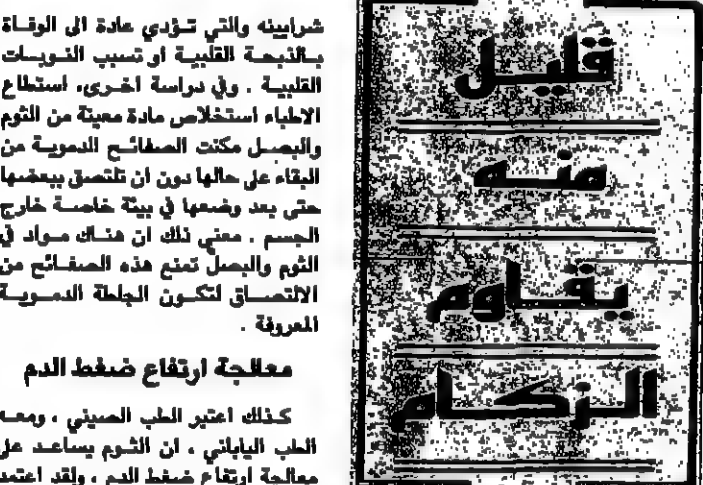 قليل
منه
يقاوم
الزكام
شرايينه والتي تؤدي عادة الى الوفاة
بالذبحة القلبية او تسبب النوبات
القلبية . وفي دراسة اخرى، استطاع
الاطباء استخلاص مادة معينة من الثوم
والبصل مكنت الصفائح الدموية من
البقاء على حالها دون ان تلتصق ببعضها
حتى بعد وضعها في بيئة خاصة خارج
الجسم . معنى ذلك ان هناك مواد في
الثوم والبصل تمنع هذه الصفائح من
الالتصاق لتكون الجلطة الدموية
المعروفة .
معالجة ارتفاع ضغط الدم
كذلك اعتبر الطب الصيني ، ومعه
الطب الياباني ، ان الثوم يساعد على
معالجة ارتفاع ضغط الدم ، ولقد اعتمد